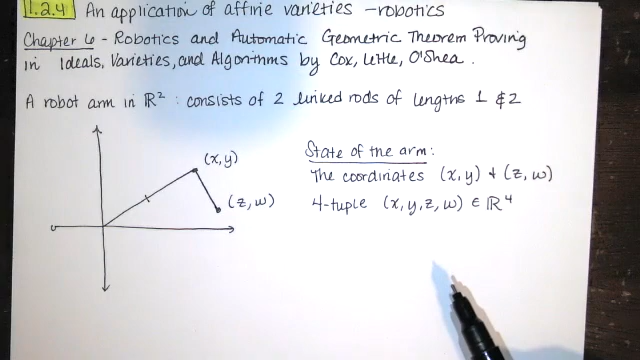 1.2.4 An application of affine varieties - robotics
Chapter 6 - Robotics and Automatic Geometric Theorem Proving
in Ideals, Varieties, and Algorithms by Cox, Little, O'Shea.
A robot arm in ℝ² : consists of 2 linked rods of lengths 1 & 2
(x,y)
(z,w)
State of the arm:
The coordinates (x,y) & (z,w)
4-tuple (x,y,z,w) ∈ ℝ⁴